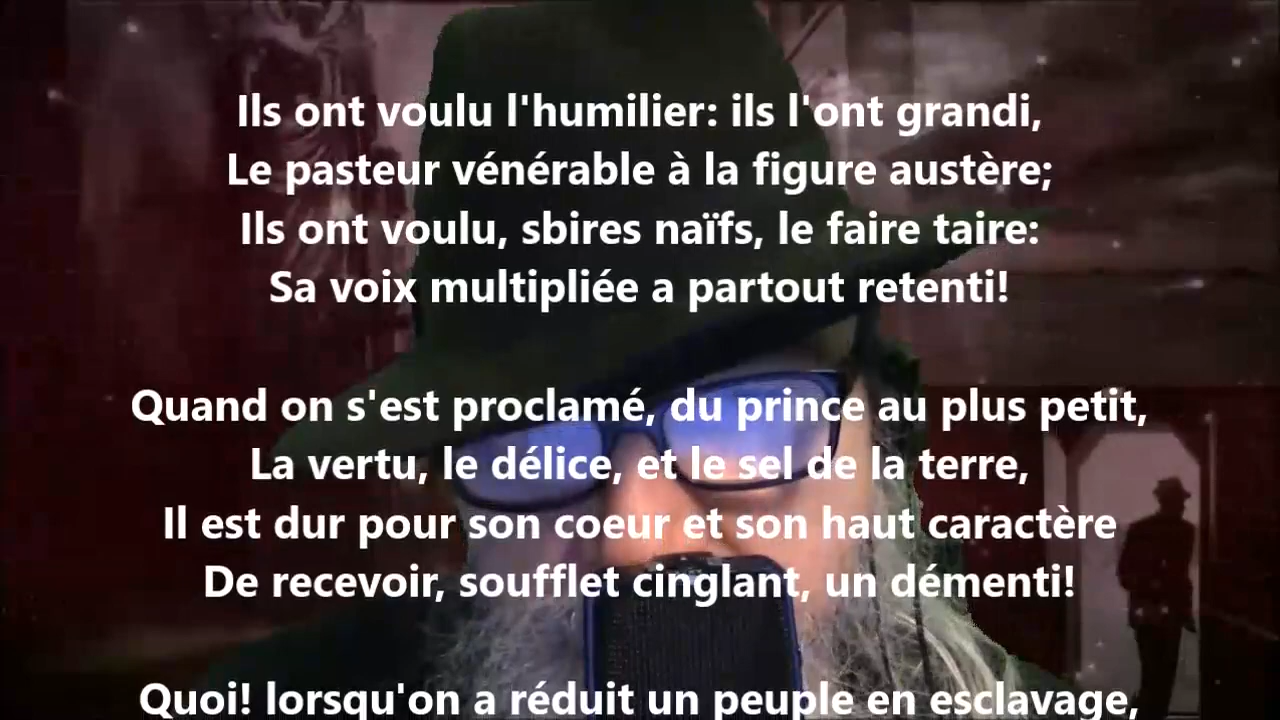 Ils ont voulu l'humilier: ils l'ont grandi,
Le pasteur vénérable à la figure austère;
Ils ont voulu, sbires naïfs, le faire taire:
Sa voix multipliée a partout retenti!
Quand on s'est proclamé, du prince au plus petit,
La vertu, le délice, et le sel de la terre,
Il est dur pour son coeur et son haut caractère
De recevoir, soufflet cinglant, un démenti!
Quoi! lorsqu'on a réduit un peuple en esclavage,